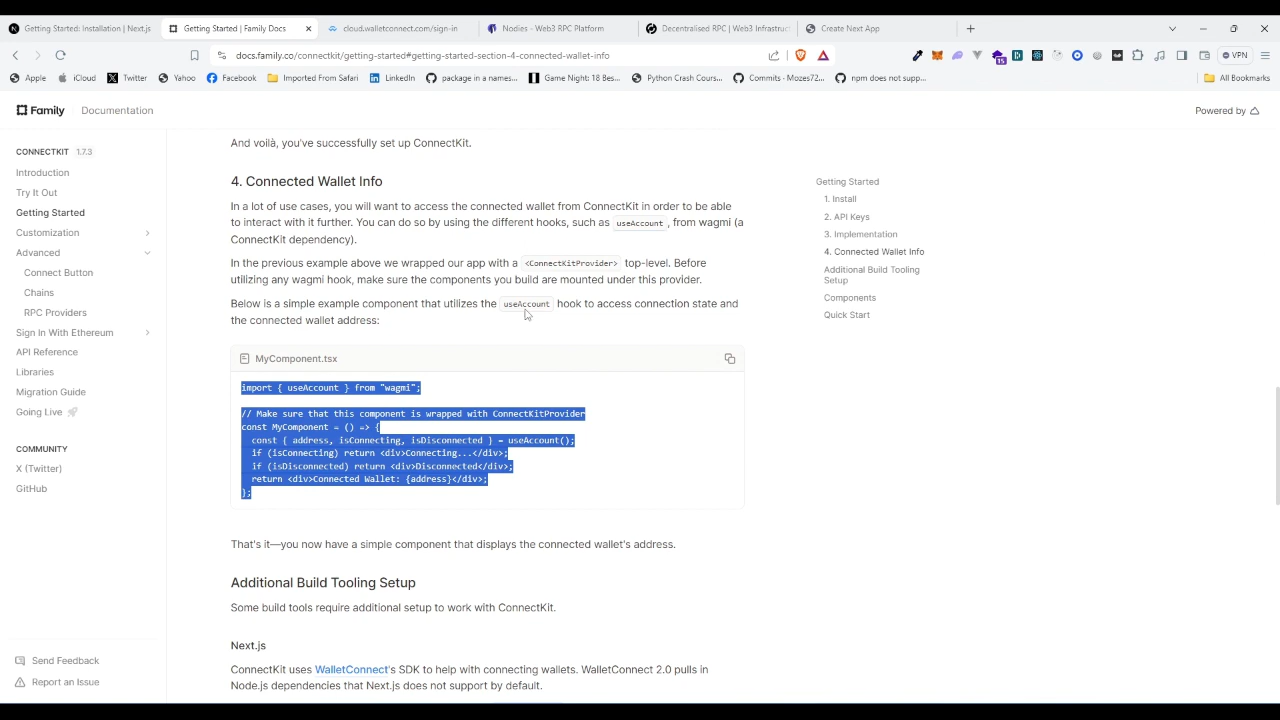 Getting Started: Installation | Next.js
Getting Started | Family Docs
cloud.walletconnect.com/sign-in
Nodies - Web3 RPC Platform
Decentralised RPC | Web3 Infrastruc
Create Next App
docs.family.co/connectkit/getting-started#getting-started-section-4-connected-wallet-info
15
VPN
Apple
iCloud
Twitter
Yahoo
Facebook
Imported From Safari
LinkedIn
package in a names...
Game Night: 18 Bes...
Python Crash Cours...
Commits · Mozes72...
npm does not supp...
All Bookmarks
Family
Documentation
Powered by
CONNECTKIT 1.7.3
Introduction
Try It Out
Getting Started
Customization
Advanced
Connect Button
Chains
RPC Providers
Sign In With Ethereum
API Reference
Libraries
Migration Guide
Going Live
COMMUNITY
X (Twitter)
GitHub
Send Feedback
Report an Issue
And voilà, you've successfully set up ConnectKit.
4. Connected Wallet Info
In a lot of use cases, you will want to access the connected wallet from ConnectKit in order to be able
to interact with it further. You can do so by using the different hooks, such as useAccount, from wagmi (a
ConnectKit dependency).
In the previous example above we wrapped our app with a <ConnectKitProvider> top-level. Before
utilizing any wagmi hook, make sure the components you build are mounted under this provider.
Below is a simple example component that utilizes the useAccount hook to access connection state and
the connected wallet address:
MyComponent.tsx
import { useAccount } from "wagmi";
// Make sure that this component is wrapped with ConnectKitProvider
const MyComponent = () => {
const { address, isConnecting, isDisconnected } = useAccount();
if (isConnecting) return <div>Connecting...</div>;
if (isDisconnected) return <div>Disconnected</div>;
return <div>Connected Wallet: {address}</div>;
};
That's it—you now have a simple component that displays the connected wallet's address.
Additional Build Tooling Setup
Some build tools require additional setup to work with ConnectKit.
Next.js
ConnectKit uses WalletConnect's SDK to help with connecting wallets. WalletConnect 2.0 pulls in
Node.js dependencies that Next.js does not support by default.
Getting Started
1. Install
2. API Keys
3. Implementation
4. Connected Wallet Info
Additional Build Tooling
Setup
Components
Quick Start